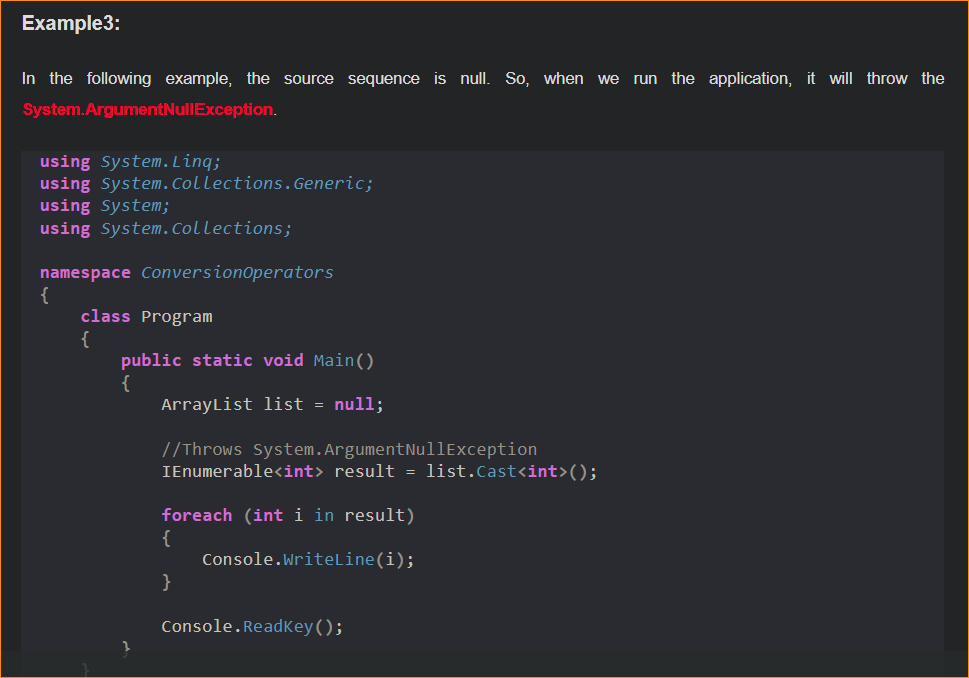 Example3:
In the following example, the source sequence is null. So, when we run the application, it will throw the
System.ArgumentNullException.
using System.Linq;
using System.Collections.Generic;
using System;
using System.Collections;
namespace ConversionOperators
{
class Program
{
public static void Main()
{
ArrayList list = null;
//Throws System.ArgumentNullException
IEnumerable<int> result = list.Cast<int>();
foreach (int i in result)
{
Console.WriteLine(i);
}
Console.ReadKey();
}
}